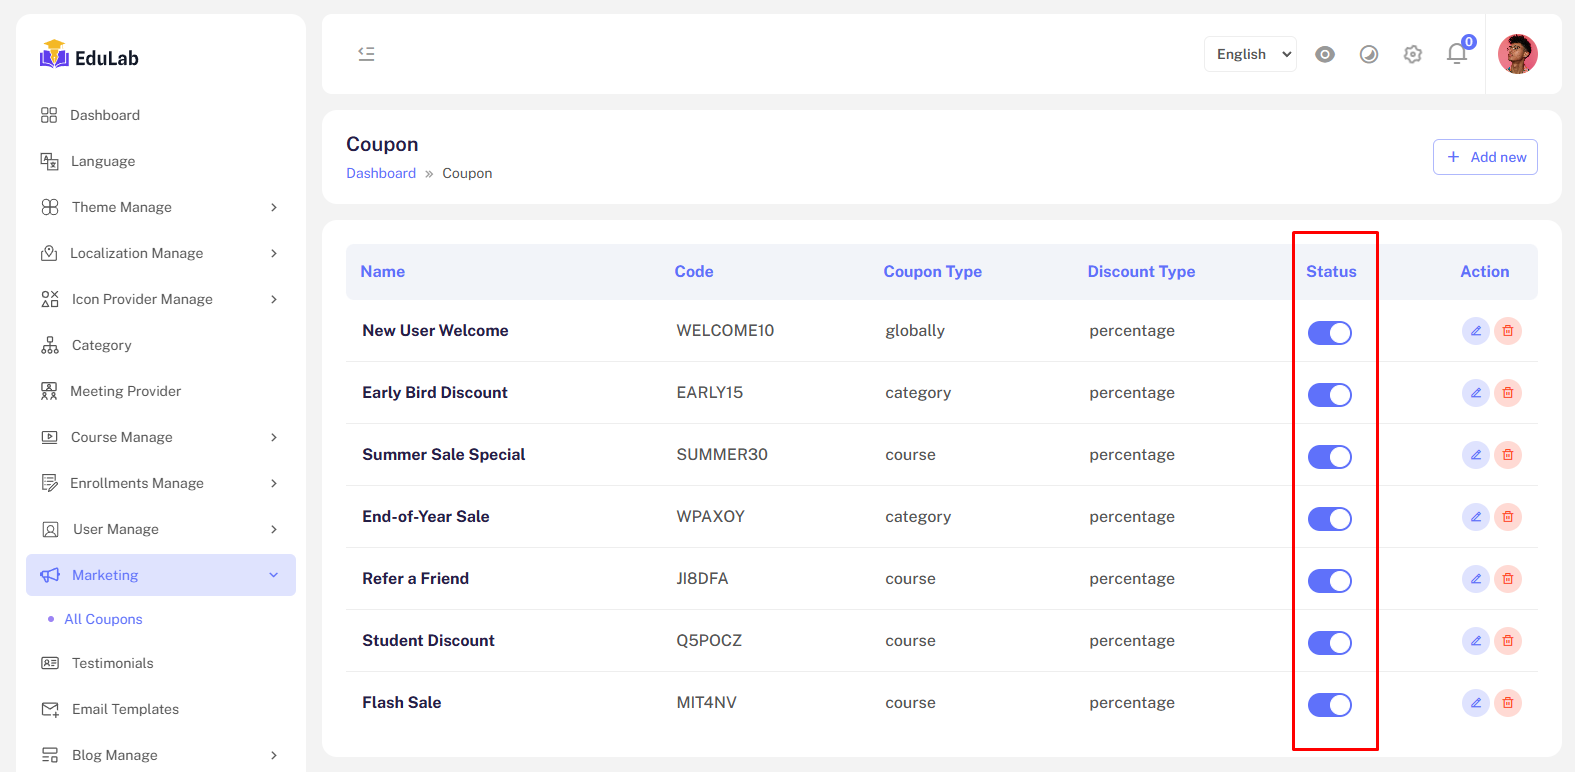 EduLab
English
0
Dashboard
Language
Theme Manage
Localization Manage
Icon Provider Manage
Category
Meeting Provider
Course Manage
Enrollments Manage
User Manage
Marketing
All Coupons
Testimonials
Email Templates
Blog Manage
Coupon
Dashboard » Coupon
+ Add new
Name Code Coupon Type Discount Type Status Action
New User Welcome WELCOME10 globally percentage
Early Bird Discount EARLY15 category percentage
Summer Sale Special SUMMER30 course percentage
End-of-Year Sale WPAXOY category percentage
Refer a Friend JI8DFA course percentage
Student Discount Q5POCZ course percentage
Flash Sale MIT4NV course percentage